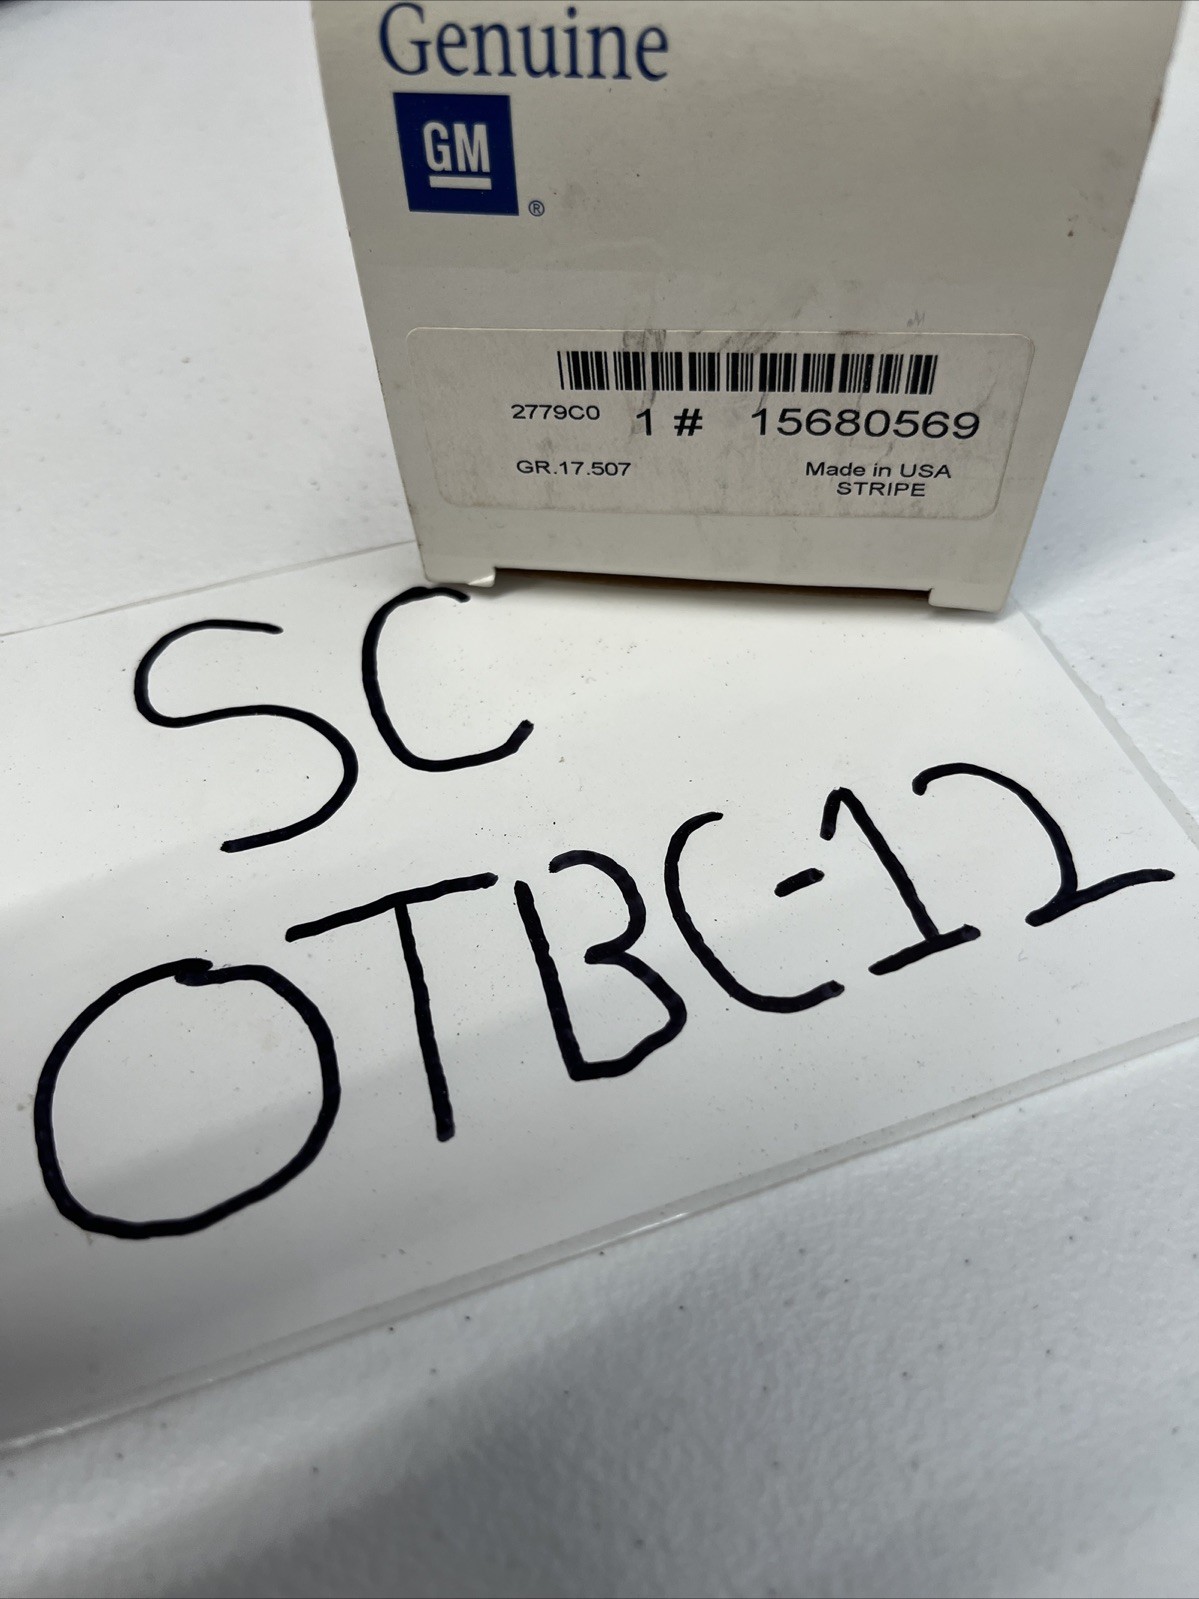 Genuine
GM
®
2779C0 1 # 15680569
GR.17.507 Made in USA
STRIPE
SC
OTBC-12